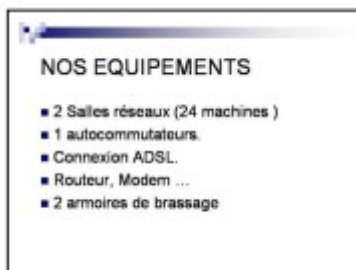 NOS EQUIPEMENTS
2 Salles réseaux (24 machines )
1 autocommutateurs.
Connexion ADSL.
Routeur, Modem ...
2 armoires de brassage